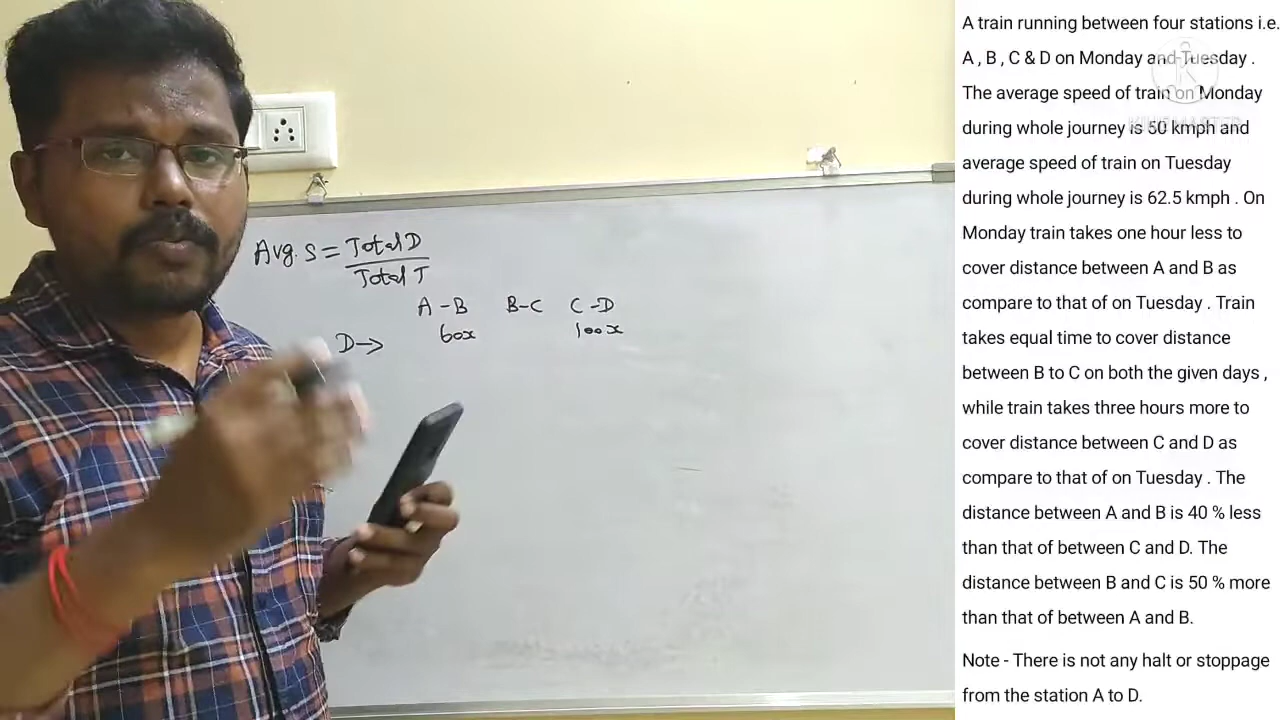 Avg. S = Total D / Total T
A - B B - C C - D
D → 60x 100x
A train running between four stations i.e.
A , B , C & D on Monday and Tuesday .
The average speed of train on Monday
during whole journey is 50 kmph and
average speed of train on Tuesday
during whole journey is 62.5 kmph . On
Monday train takes one hour less to
cover distance between A and B as
compare to that of on Tuesday . Train
takes equal time to cover distance
between B to C on both the given days ,
while train takes three hours more to
cover distance between C and D as
compare to that of on Tuesday . The
distance between A and B is 40 % less
than that of between C and D. The
distance between B and C is 50 % more
than that of between A and B.
Note - There is not any halt or stoppage
from the station A to D.